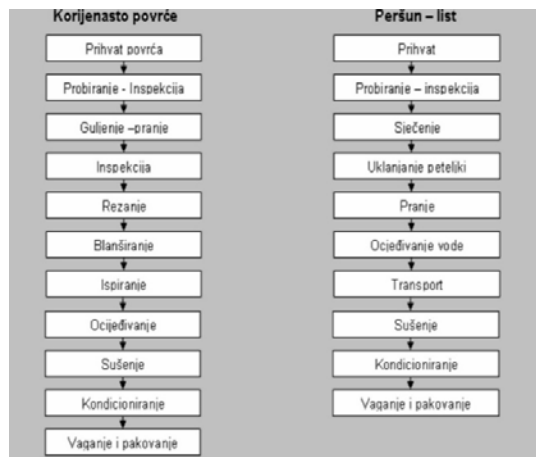 Korijenasto povrće
Prihvat povrća
Probiranje - Inspekcija
Guljenje –pranje
Inspekcija
Rezanje
Blanširanje
Ispiranje
Ocijeđivanje
Sušenje
Kondicioniranje
Vaganje i pakovanje
Peršun – list
Prihvat
Probiranje – inspekcija
Sječenje
Uklanjanje peteljki
Pranje
Ocjeđivanje vode
Transport
Sušenje
Kondicioniranje
Vaganje i pakovanje